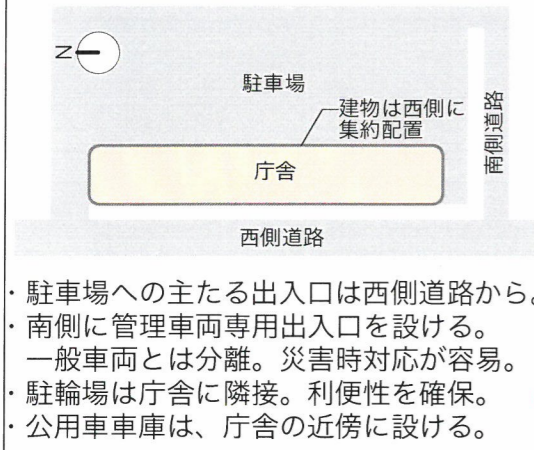 N
駐車場
建物は西側に
集約配置
南側道路
庁舎
西側道路
・駐車場への主たる出入口は西側道路から。
・南側に管理車両専用出入口を設ける。
一般車両とは分離。災害時対応が容易。
・駐輪場は庁舎に隣接。利便性を確保。
・公用車車庫は、庁舎の近傍に設ける。